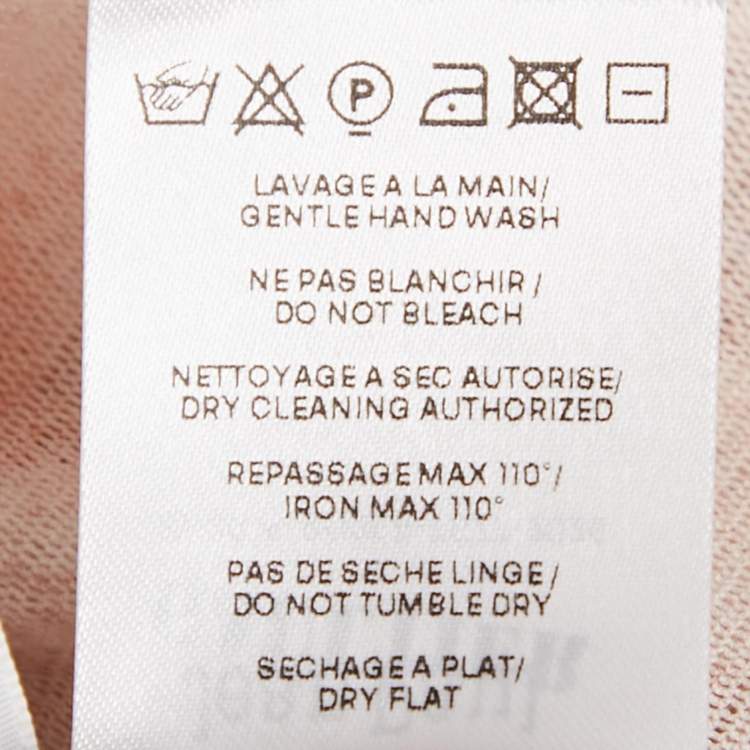 P
LAVAGE A LA MAIN/
GENTLE HAND WASH
NE PAS BLANCHIR /
DO NOT BLEACH
NETTOYAGE A SEC AUTORISE/
DRY CLEANING AUTHORIZED
REPASSAGE MAX 110°/
IRON MAX 110°
PAS DE SECHE LINGE /
DO NOT TUMBLE DRY
SECHAGE A PLAT/
DRY FLAT